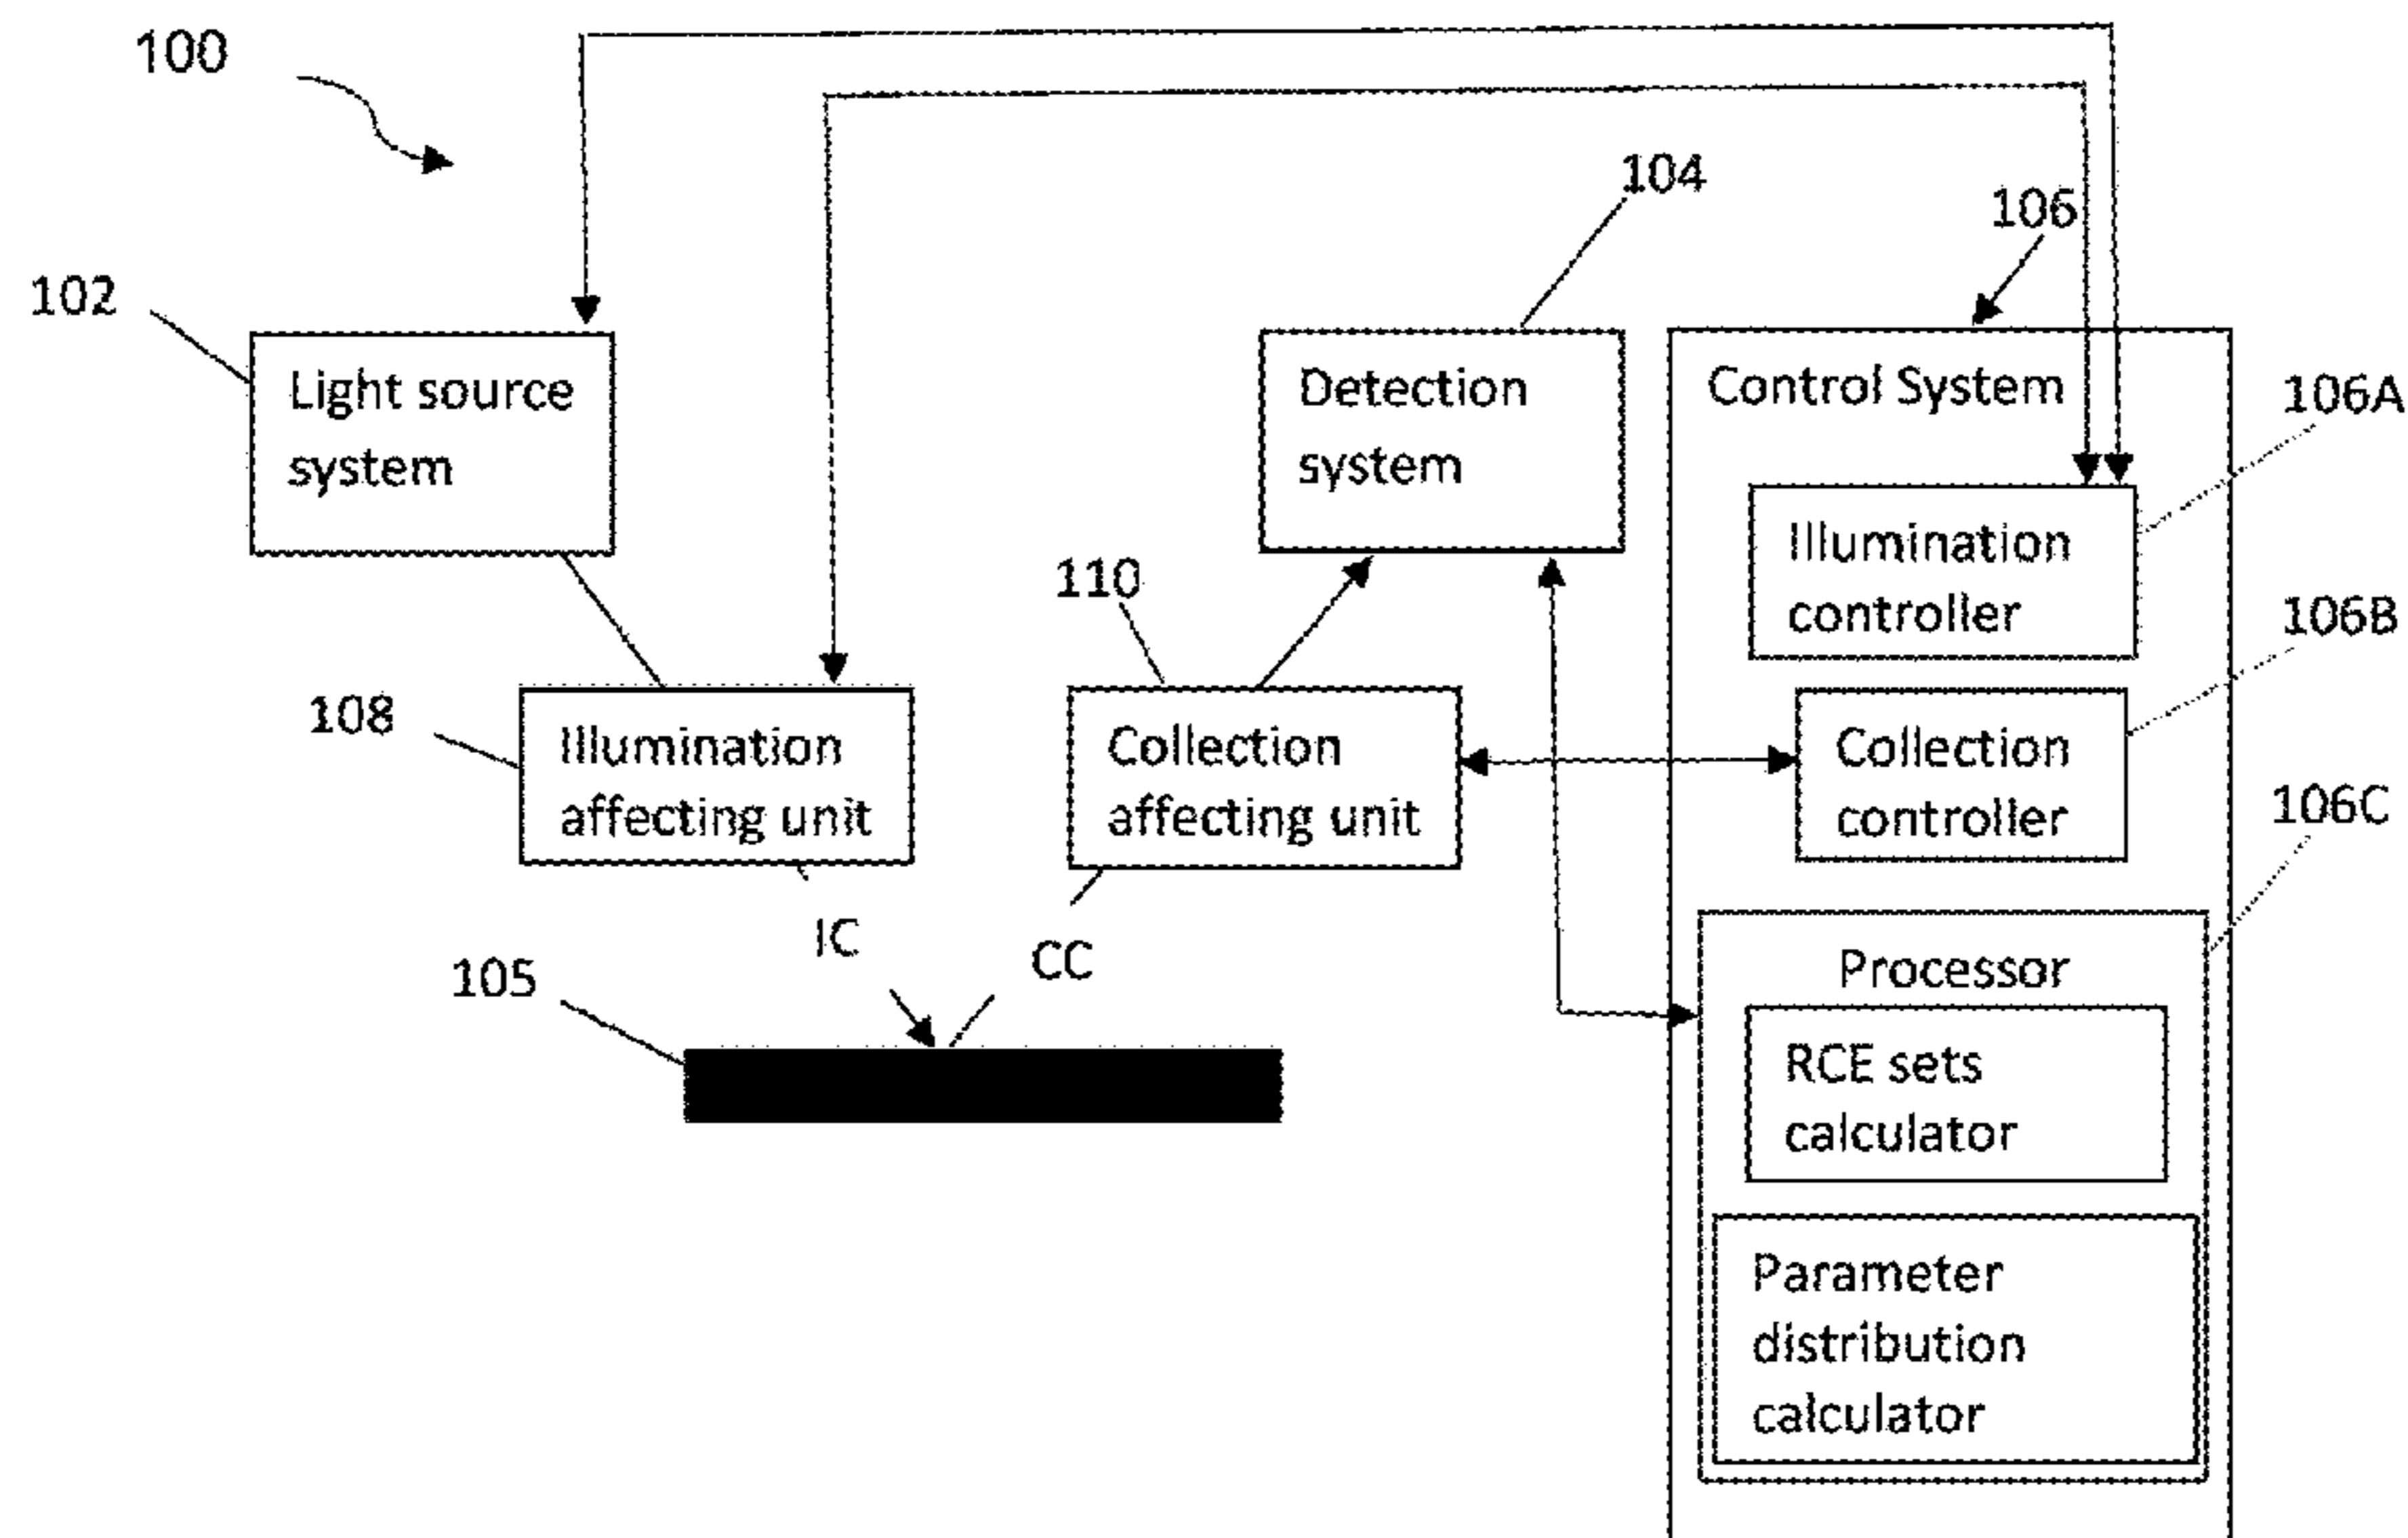 100
104
106
102
Light source
system
Detection
system
Control System
106A
Illumination
controller
110
106B
108
Illumination
affecting unit
Collection
affecting unit
Collection
controller
106C
IC
CC
105
Processor
RCE sets
calculator
Parameter
distribution
calculator